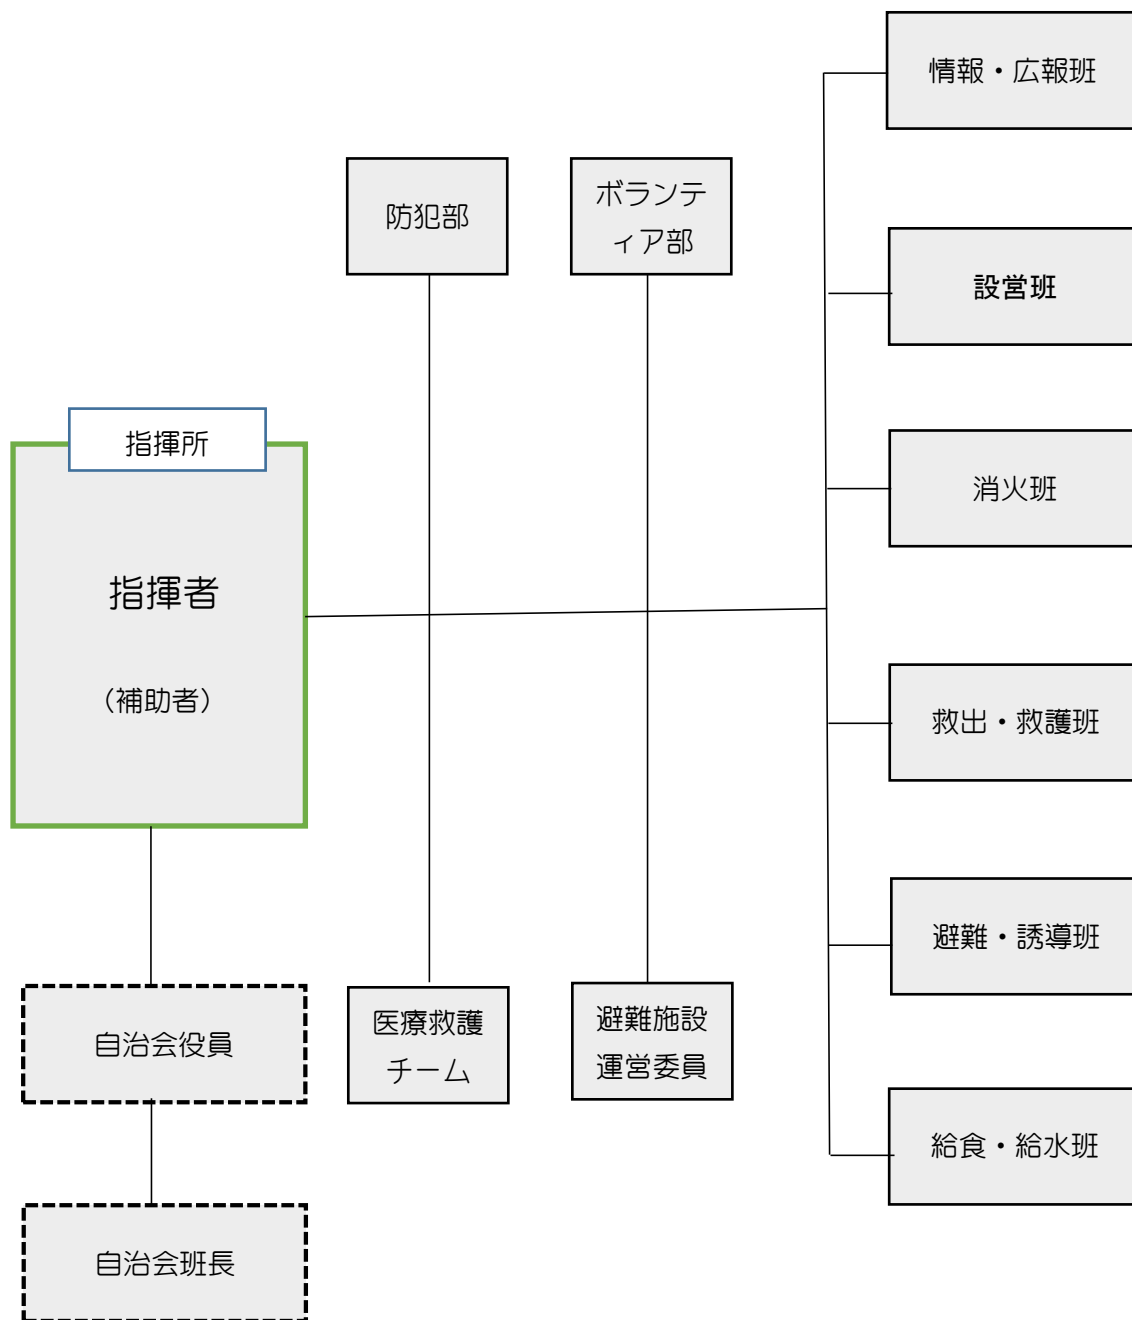 情報・広報班
防犯部
ボランテ
ィア部
設営班
指揮所
消火班
指揮者
（補助者）
救出・救護班
避難・誘導班
自治会役員
医療救護
チーム
避難施設
運営委員
給食・給水班
自治会班長